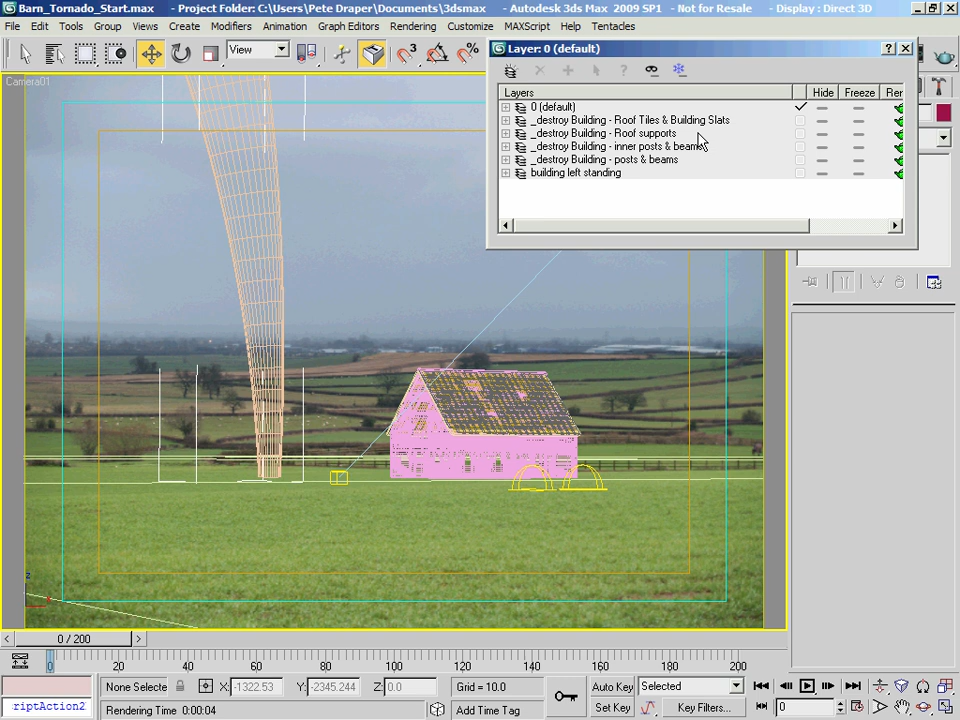 Barn_Tornado_Start.max - Project Folder: C:\Users\Pete Draper\Documents\3dsmax - Autodesk 3ds Max 2009 SP1 - Not for Resale - Display : Direct 3D
File Edit Tools Group Views Create Modifiers Animation Graph Editors Rendering Customize MAXScript Help Tentacles
View
3
%
Camera01
Layer: 0 (default)
Layers Hide Freeze Ren
0 (default)
_destroy Building - Roof Tiles & Building Slats
_destroy Building - Roof supports
_destroy Building - inner posts & beams
_destroy Building - posts & beams
building left standing
z
x
0 / 200
0 20 40 60 80 100 120 140 160 180 200
None Selecte X: -1322.53 Y: -2345.244 Z: 0.0 Grid = 10.0 Auto Key Selected
riptAction2 Rendering Time 0:00:04 Add Time Tag Set Key Key Filters... 0